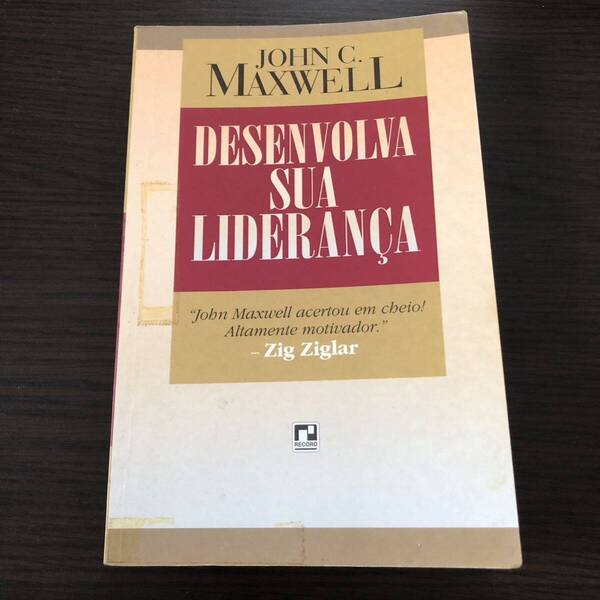 JOHN C.
MAXWELL
DESENVOLVA
SUA
LIDERANÇA
“John Maxwell acertou em cheio!
Altamente motivador.”
– Zig Ziglar
RECORD